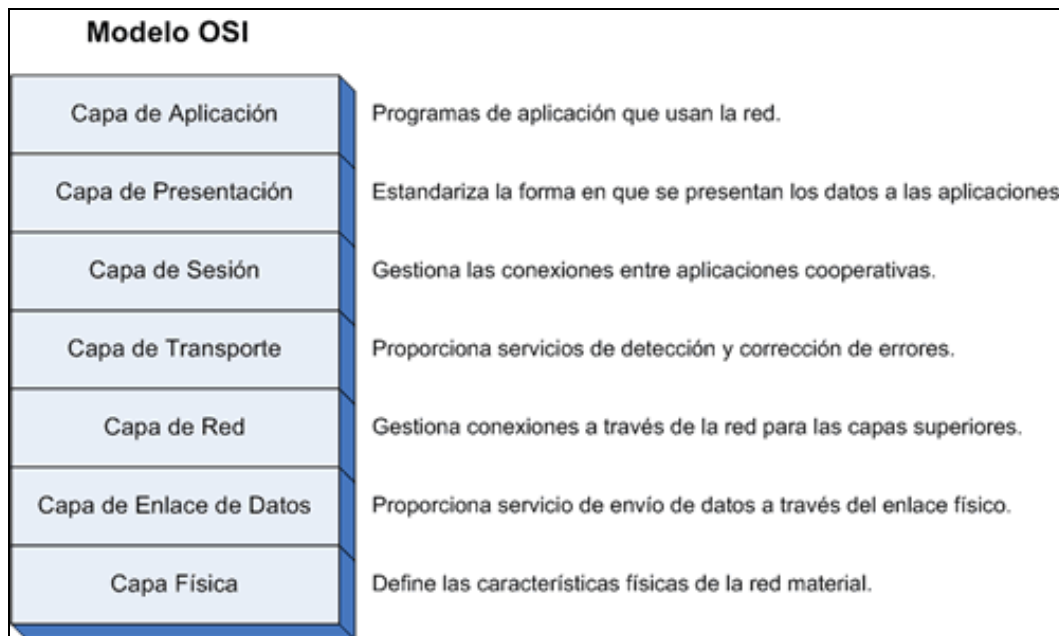 Modelo OSI
Capa de Aplicación
Programas de aplicación que usan la red.
Capa de Presentación
Estandariza la forma en que se presentan los datos a las aplicaciones
Capa de Sesión
Gestiona las conexiones entre aplicaciones cooperativas.
Capa de Transporte
Proporciona servicios de detección y corrección de errores.
Capa de Red
Gestiona conexiones a través de la red para las capas superiores.
Capa de Enlace de Datos
Proporciona servicio de envío de datos a través del enlace físico.
Capa Física
Define las características físicas de la red material.